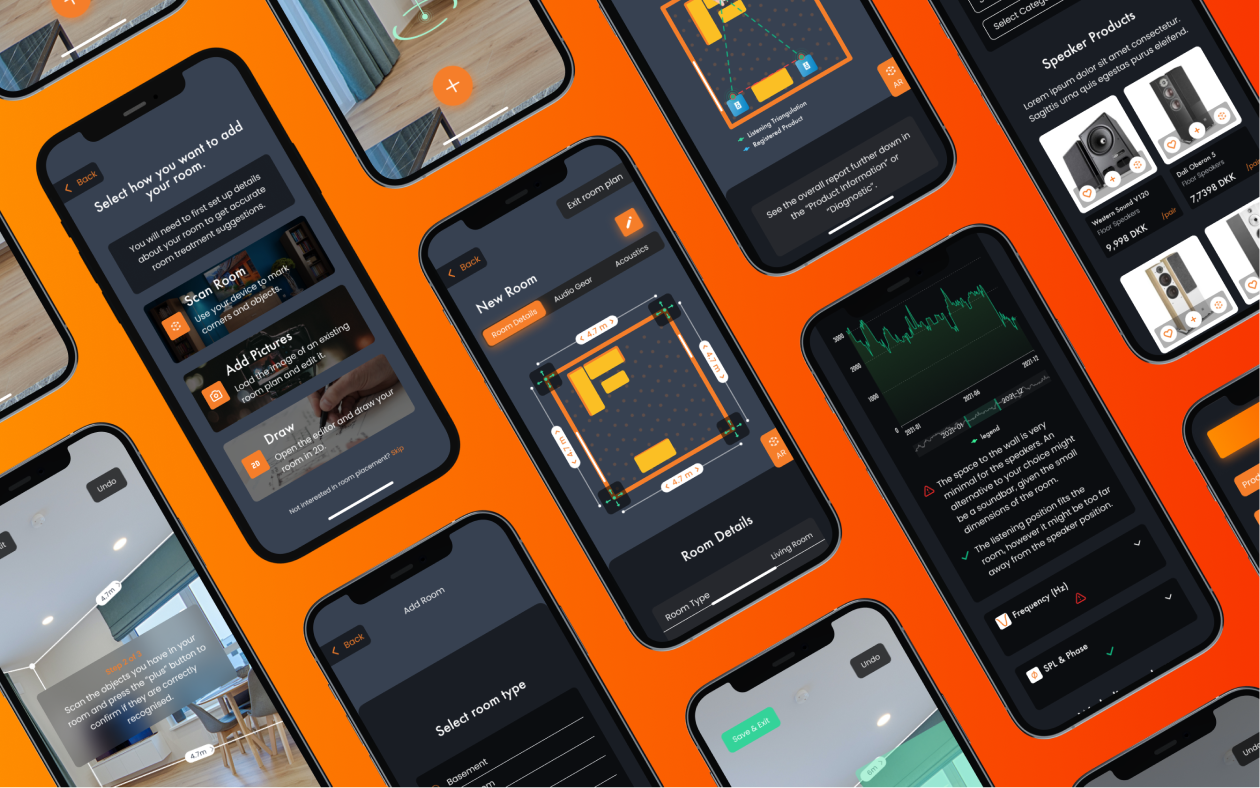 Select how you want to add
your room.
Back
You will need to first set up details
about your room to get accurate
room treatment suggestions.
Scan Room
Use your device to mark
corners and objects.
Add Pictures
Load the image of an existing
room plan and edit it.
Draw
2D
Open the editor and draw your
room in 2D.
Not interested in room placement? Skip
Undo
4.7m
Step 2 of 3
Scan the objects you have in your
room and press the "plus" button to
confirm if they are correctly
recognised.
4.7m
Exit room plan
Back
New Room
Room Details
Audio Gear
Acoustics
4.7 m
4.7 m
4.7 m
4.7 m
AR
Room Details
Room Type
Living Room
Add Room
Back
Select room type
Basement
AR
Listening Triangulation
Registered Product
See the overall report further down in
the "Product Information" or
"Diagnostic".
Undo
Save & Exit
Speaker Products
Lorem ipsum dolor sit amet consectetur.
Sagittis urna quis egestas purus eleifend.
Western Sound V120
Floor Speakers
9,998 DKK
/pair
Dali Oberon 5
Floor Speakers
7,7398 DKK
3000
2000
1000
0
2021-01
2021-06
2021-12
legend
The space to the wall is very
minimal for the speakers. An
alternative to your choice might
be a soundbar, given the small
dimensions of the room.
The listening position fits the
room, however it might be too far
away from the speaker position.
Frequency (Hz)
SPL & Phase